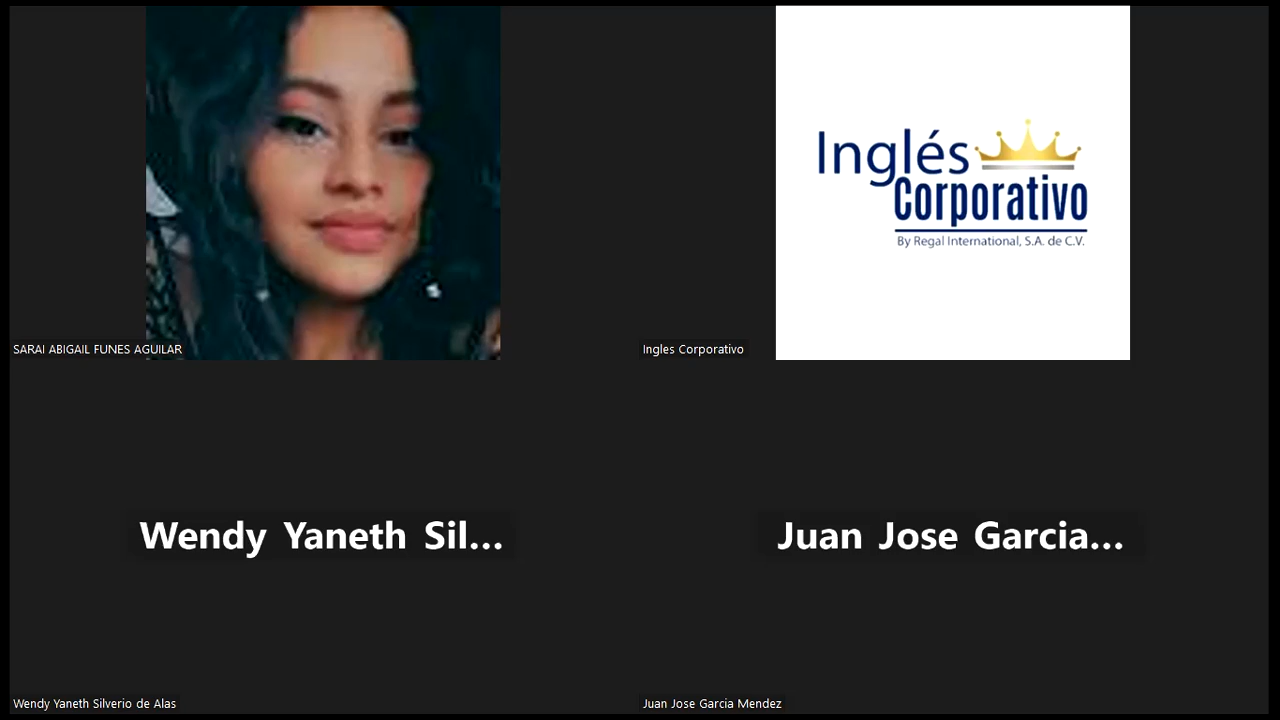 SARAI ABIGAIL FUNES AGUILAR
Inglés
Corporativo
By Regal International, S.A. de C.V.
Ingles Corporativo
Wendy Yaneth Sil...
Juan Jose Garcia...
Wendy Yaneth Silverio de Alas
Juan Jose Garcia Mendez